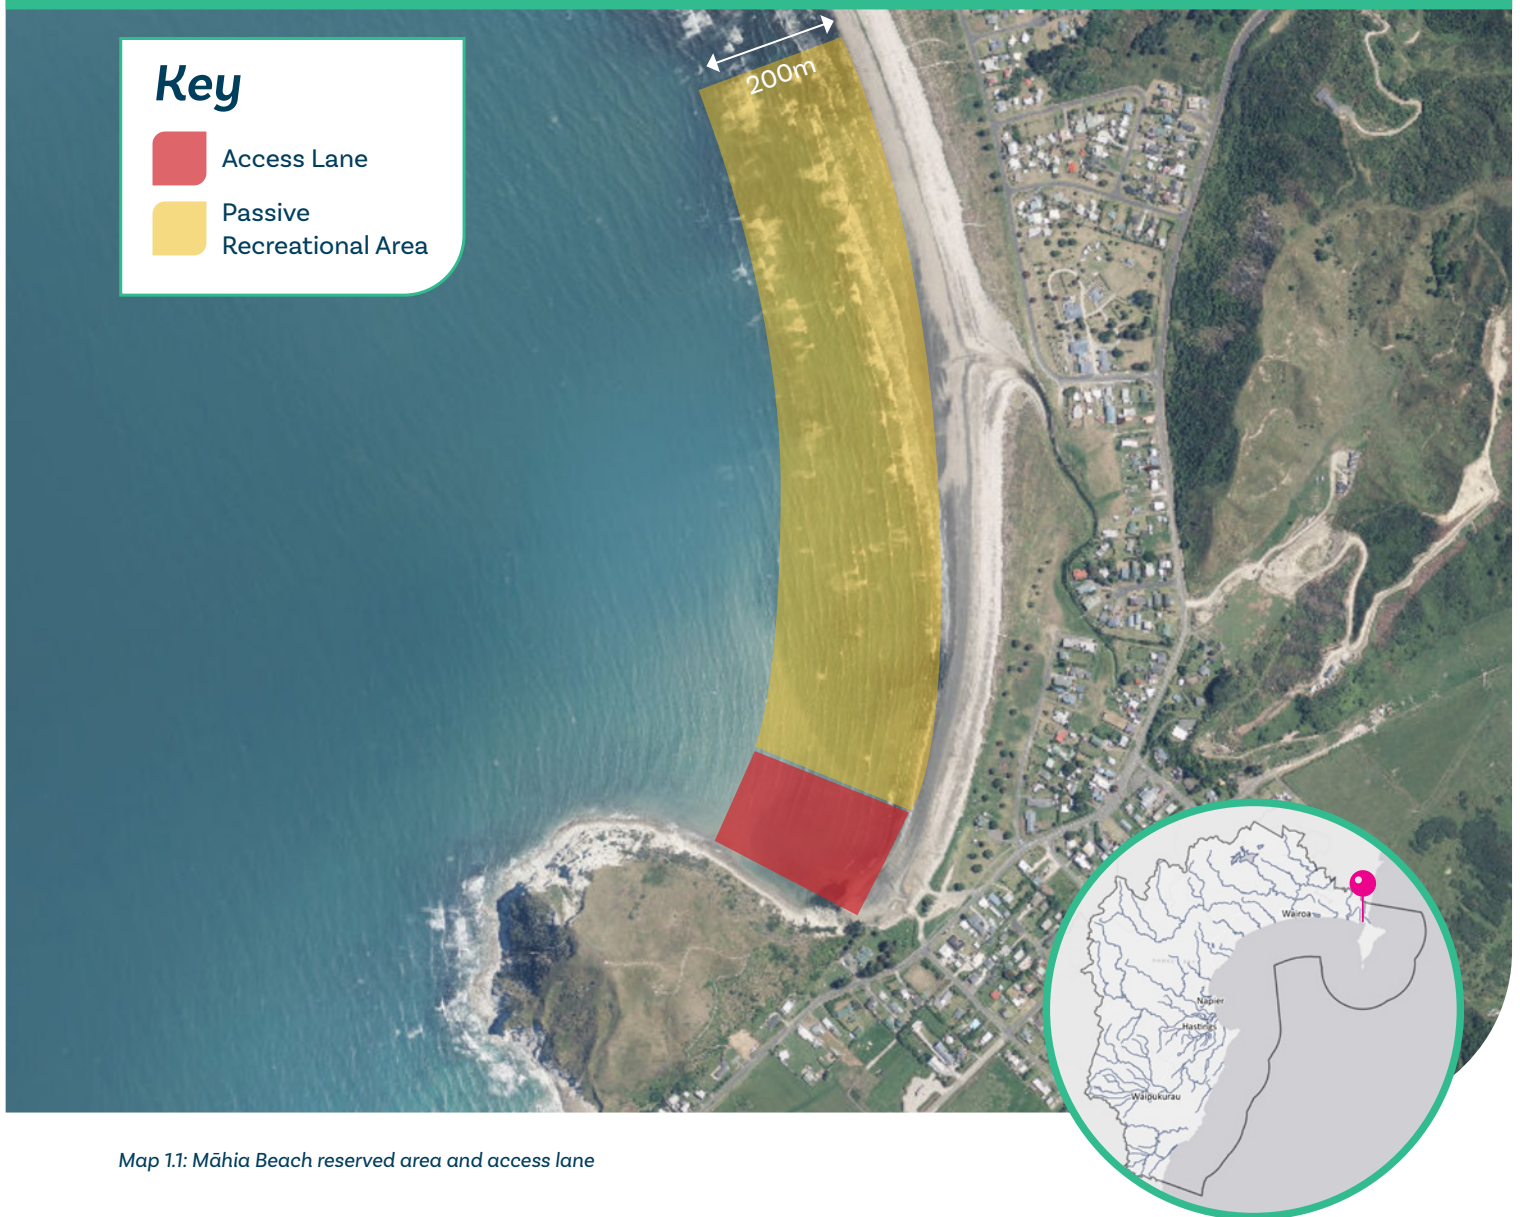 200m
Key
Access Lane
Passive
Recreational Area
Wairoa
Napier
Hastings
Waipukurau
Map 1.1: Māhia Beach reserved area and access lane